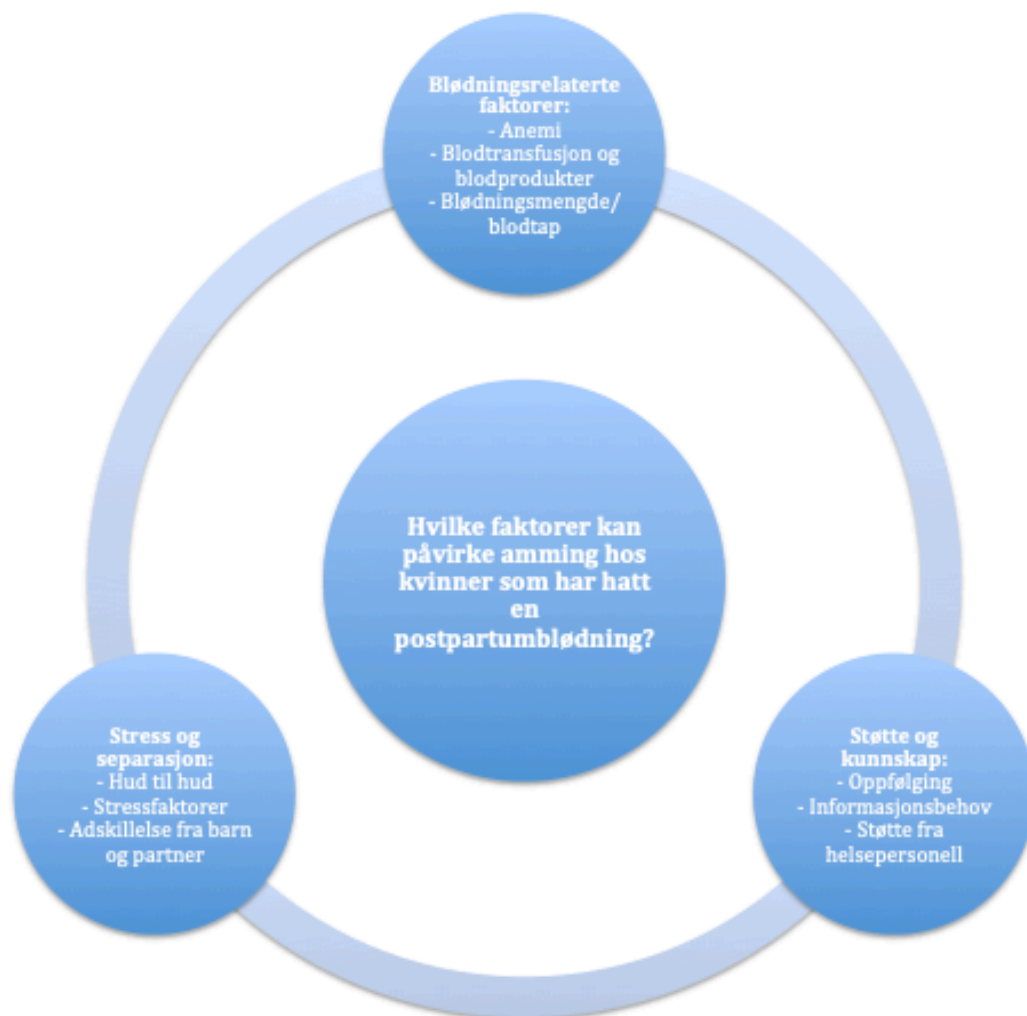 Blødningsrelaterte
faktorer:
- Anemi
- Blodtransfusjon og
blodprodukter
- Blødningsmengde/
blodtap
Hvilke faktorer kan
påvirke amming hos
kvinner som har hatt
en
postpartumblødning?
Stress og
separasjon:
- Hud til hud
- Stressfaktorer
- Adskillelse fra barn
og partner
Støtte og
kunnskap:
- Oppfølging
- Informasjonsbehov
- Støtte fra
helsepersonell